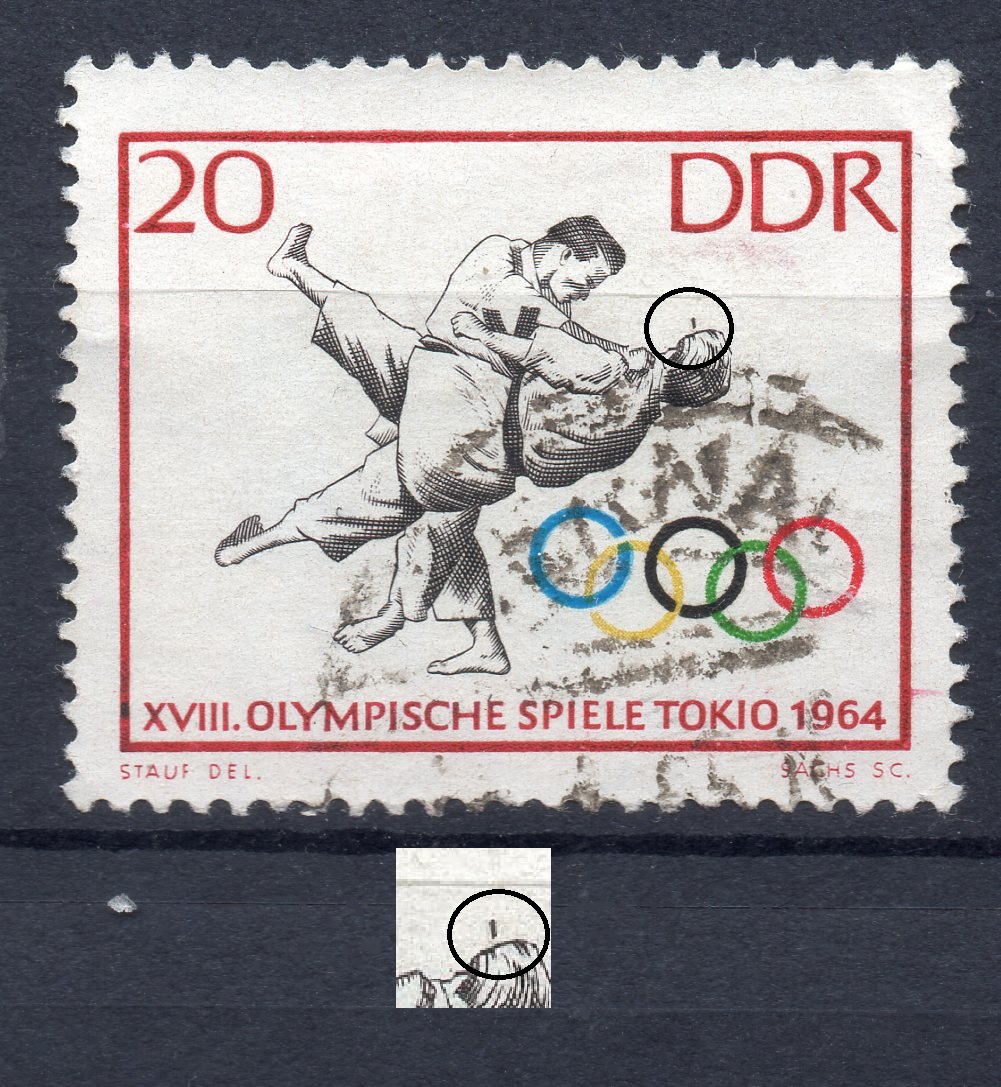 20 DDR
XVIII. OLYMPISCHE SPIELE TOKIO 1964
STAUF DEL. SACHS SC.